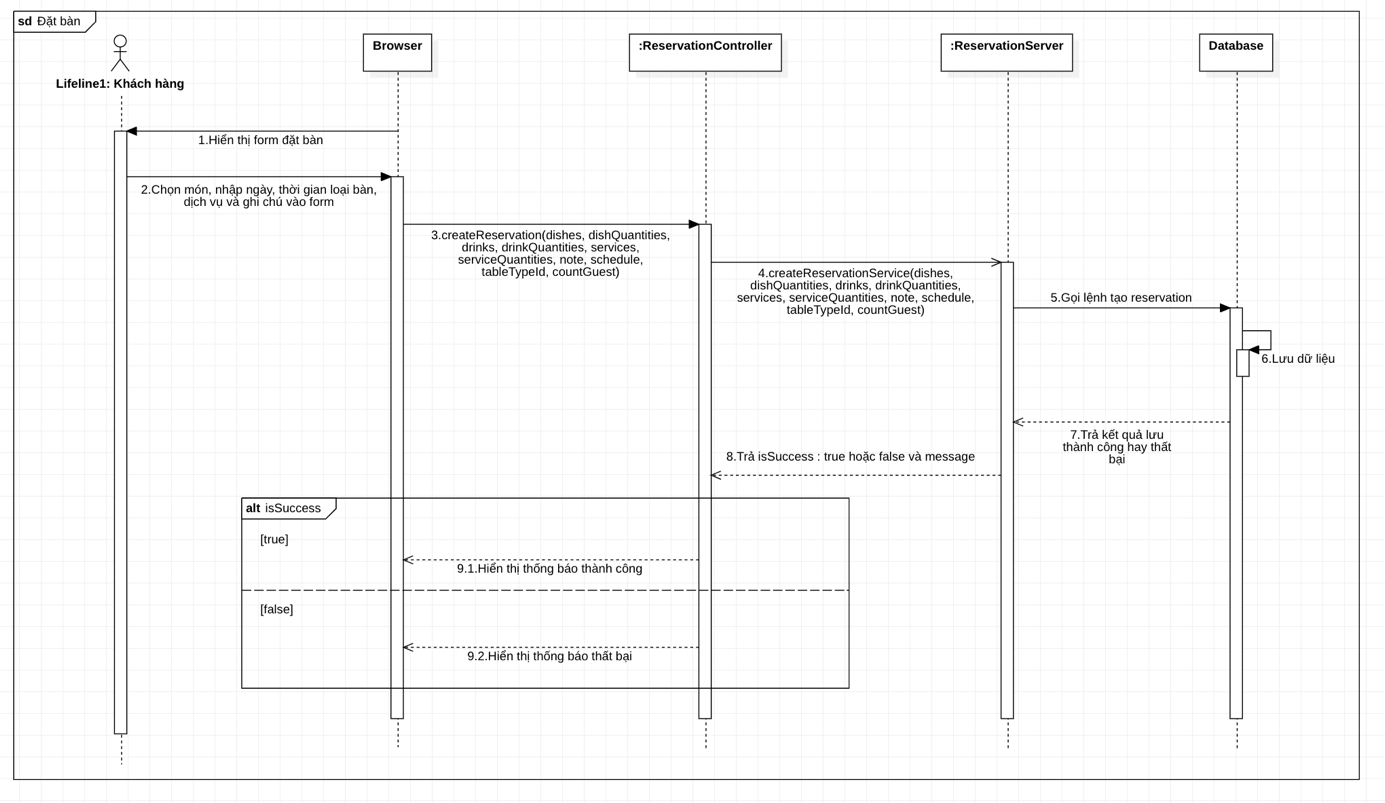 sd Đặt bàn
Lifeline1: Khách hàng
Browser
:ReservationController
:ReservationServer
Database
1.Hiển thị form đặt bàn
2.Chọn món, nhập ngày, thời gian loại bàn,
dịch vụ và ghi chú vào form
3.createReservation(dishes, dishQuantities,
drinks, drinkQuantities, services,
serviceQuantities, note, schedule,
tableTypeId, countGuest)
4.createReservationService(dishes,
dishQuantities, drinks, drinkQuantities,
services, serviceQuantities, note, schedule,
tableTypeId, countGuest)
5.Gọi lệnh tạo reservation
6.Lưu dữ liệu
7.Trả kết quả lưu
thành công hay thất
bại
8.Trả isSuccess : true hoặc false và message
alt isSuccess
[true]
9.1.Hiển thị thống báo thành công
[false]
9.2.Hiển thị thống báo thất bại